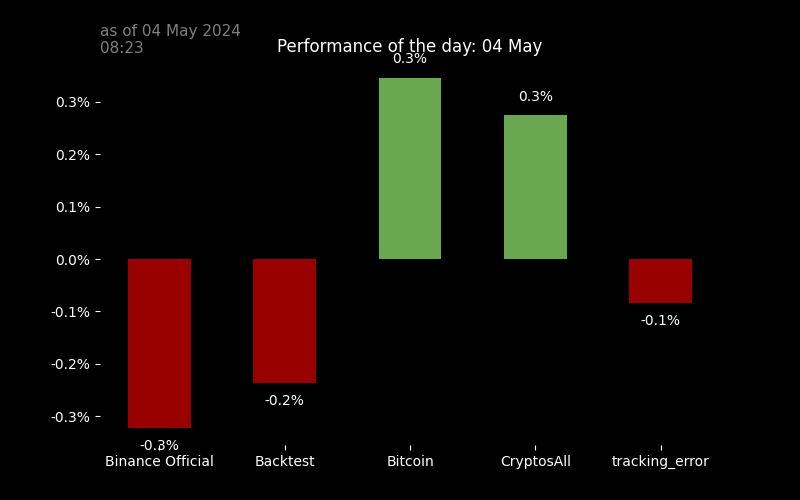 as of 04 May 2024
08:23
Performance of the day: 04 May
0.3%
0.3%
0.3%
0.2%
0.1%
0.0%
-0.1%
-0.1%
-0.2%
-0.2%
-0.3%
-0.3%
Binance Official
Backtest
Bitcoin
CryptosAll
tracking_error